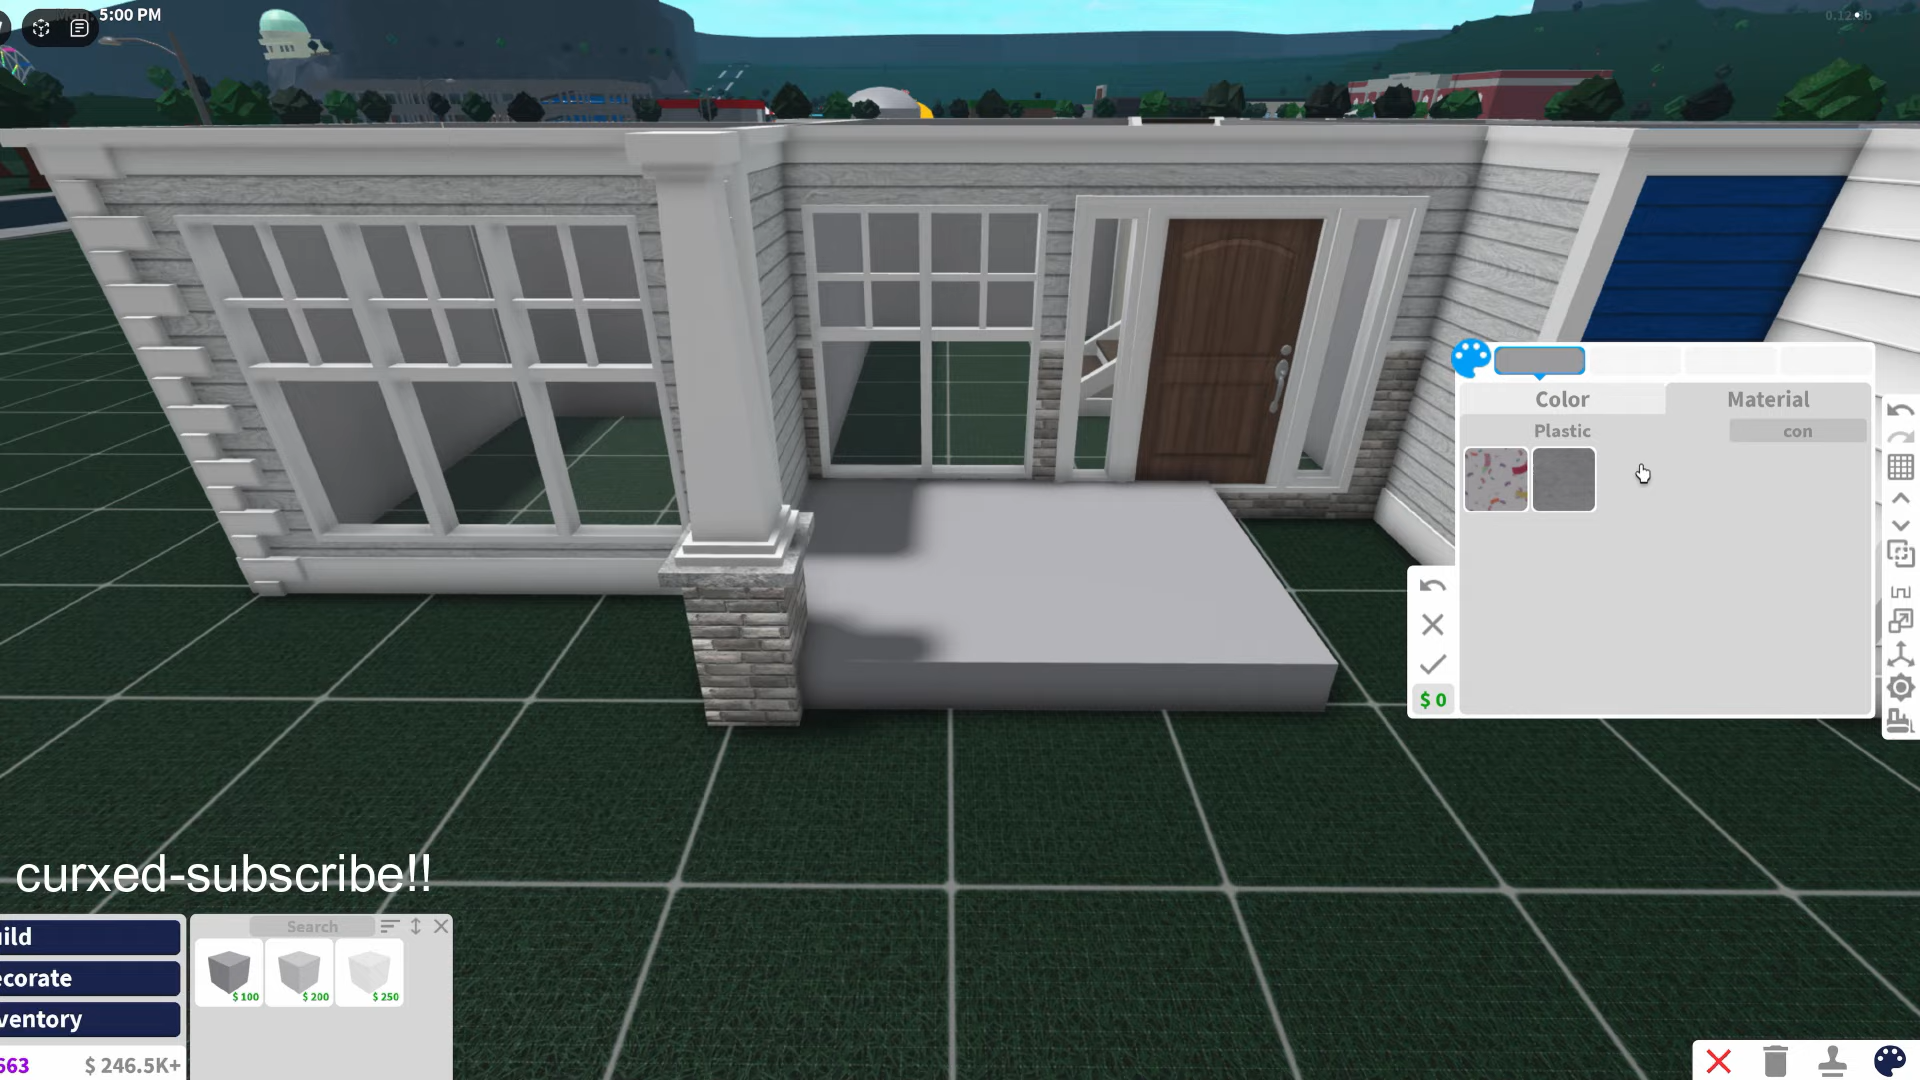 5:00 PM
Color
Material
Plastic
con
$ 0
curxed-subscribe!!
ild
ecorate
ventory
Search
$ 100
$ 200
$ 250
663
$ 246.5K+